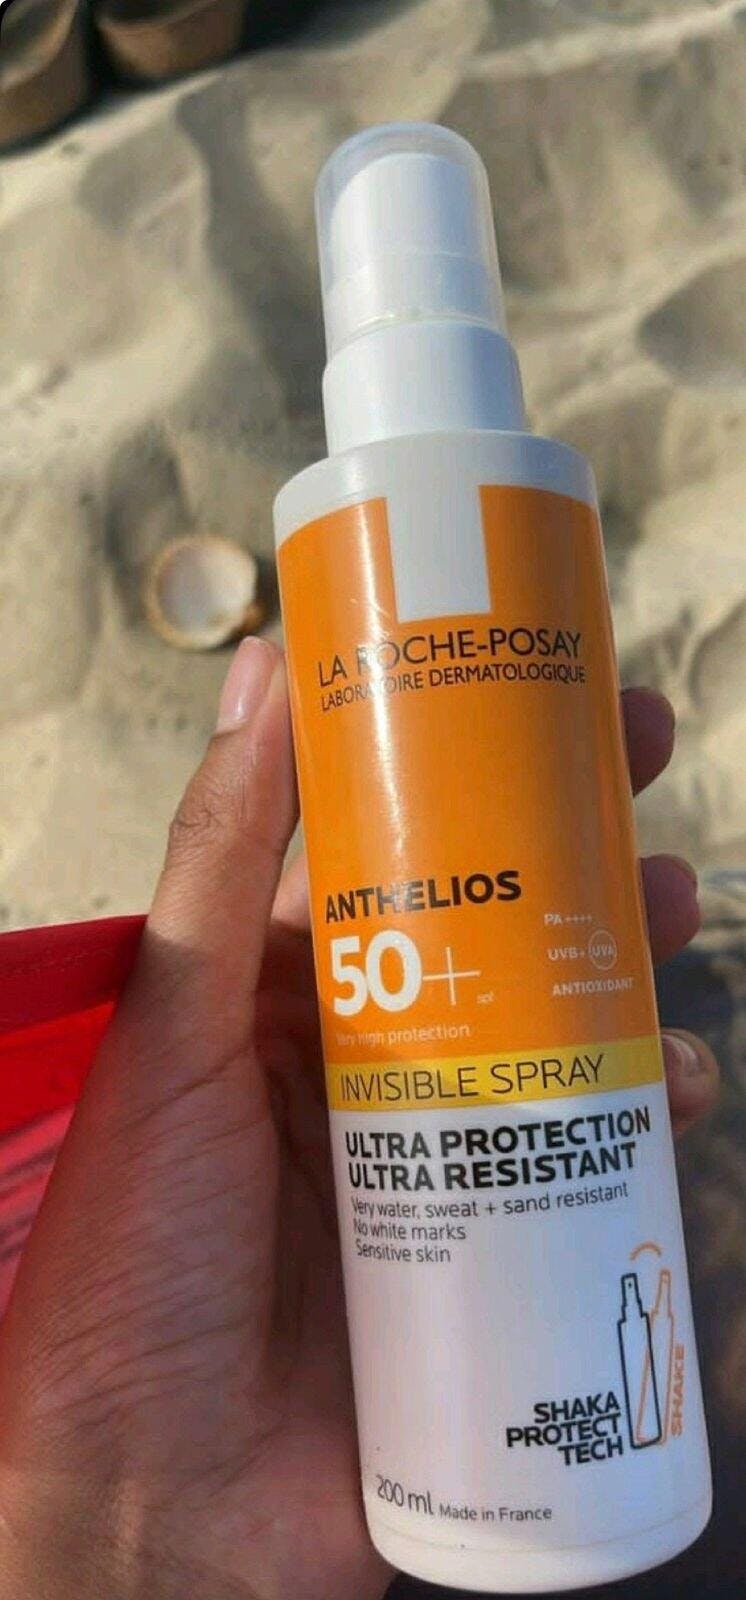 LA ROCHE-POSAY
LABORATOIRE DERMATOLOGIQUE
ANTHELIOS
50+ spf
PA++++
UVB+UVA
ANTIOXIDANT
Very high protection
INVISIBLE SPRAY
ULTRA PROTECTION
ULTRA RESISTANT
Very water, sweat + sand resistant
No white marks
Sensitive skin
SHAKE
SHAKA
PROTECT
TECH
200 ml Made in France